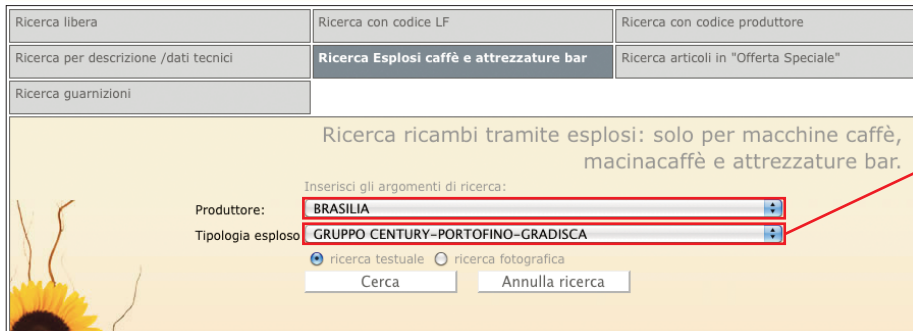 Ricerca libera
Ricerca con codice LF
Ricerca con codice produttore
Ricerca per descrizione /dati tecnici
Ricerca Esplosi caffè e attrezzature bar
Ricerca articoli in "Offerta Speciale"
Ricerca guarnizioni
Ricerca ricambi tramite esplosi: solo per macchine caffè,
macinacaffè e attrezzature bar.
Inserisci gli argomenti di ricerca:
Produttore: BRASILIA
Tipologia esploso GRUPPO CENTURY-PORTOFINO-GRADISCA
ricerca testuale ricerca fotografica
Cerca Annulla ricerca